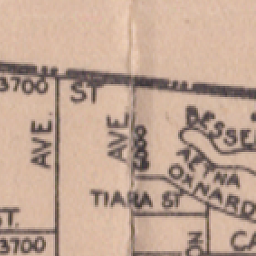 3700
ST
AVE.
AVE
6000
BESSE
AETNA
OXNARD
TIARA ST
ST.
3700
ON
CA